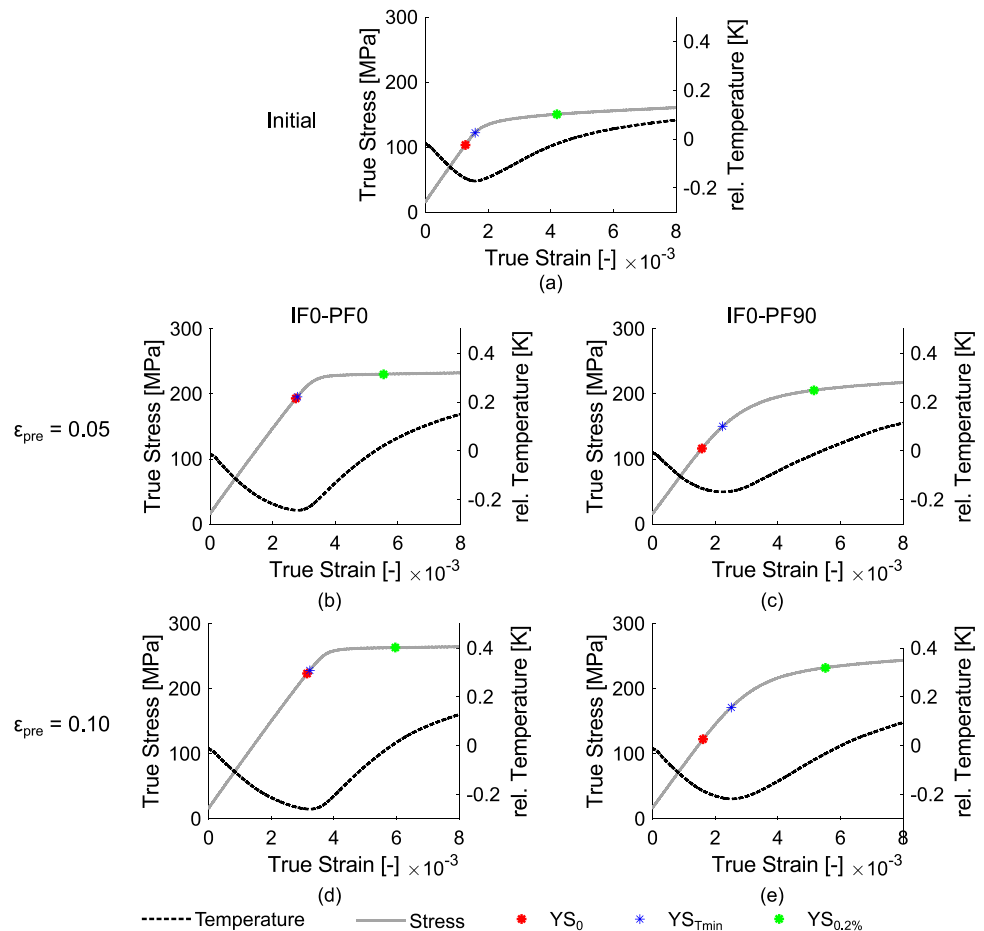 Initial
True Stress [MPa]
300
200
100
0
0 2 4 6 8
True Strain [-] ×10⁻³
0.4
0.2
0
-0.2
rel. Temperature [K]
(a)
IF0-PF0
IF0-PF90
εpre = 0.05
True Stress [MPa]
300
200
100
0
0 2 4 6 8
True Strain [-] ×10⁻³
0.4
0.2
0
-0.2
rel. Temperature [K]
(b)
True Stress [MPa]
300
200
100
0
0 2 4 6 8
True Strain [-] ×10⁻³
0.4
0.2
0
-0.2
rel. Temperature [K]
(c)
εpre = 0.10
True Stress [MPa]
300
200
100
0
0 2 4 6 8
True Strain [-] ×10⁻³
0.4
0.2
0
-0.2
rel. Temperature [K]
(d)
True Stress [MPa]
300
200
100
0
0 2 4 6 8
True Strain [-] ×10⁻³
0.4
0.2
0
-0.2
rel. Temperature [K]
(e)
Temperature Stress YS0 YSTmin YS0.2%